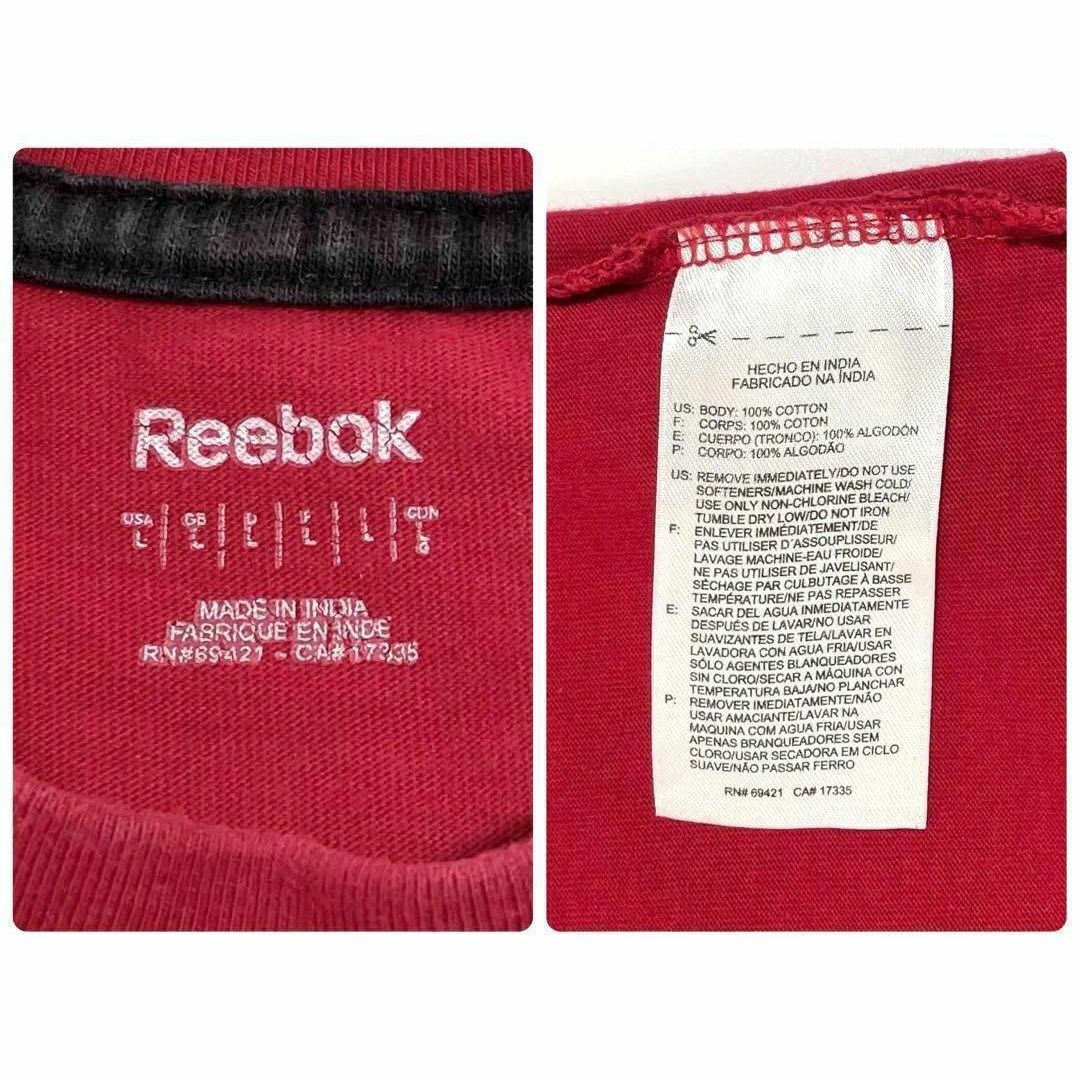 Reebok
USA GB D F CDN
L L L L L G
MADE IN INDIA
FABRIQUE EN INDE
RN#69421 - CA# 17335
HECHO EN INDIA
FABRICADO NA ÍNDIA
US: BODY: 100% COTTON
F: CORPS: 100% COTON
E: CUERPO (TRONCO): 100% ALGODÓN
P: CORPO: 100% ALGODÃO
US: REMOVE IMMEDIATELY/DO NOT USE
SOFTENERS/MACHINE WASH COLD/
USE ONLY NON-CHLORINE BLEACH/
TUMBLE DRY LOW/DO NOT IRON
F: ENLEVER IMMÉDIATEMENT/DE
PAS UTILISER D´ASSOUPLISSEUR/
LAVAGE MACHINE-EAU FROIDE/
NE PAS UTILISER DE JAVELISANT/
SÉCHAGE PAR CULBUTAGE À BASSE
TEMPÉRATURE/NE PAS REPASSER
E: SACAR DEL AGUA INMEDIATAMENTE
DESPUÉS DE LAVAR/NO USAR
SUAVIZANTES DE TELA/LAVAR EN
LAVADORA CON AGUA FRIA/USAR
SÓLO AGENTES BLANQUEADORES
SIN CLORO/SECAR A MÁQUINA CON
TEMPERATURA BAJA/NO PLANCHAR
P: REMOVER IMEDIATAMENTE/NÃO
USAR AMACIANTE/LAVAR NA
MAQUINA COM AGUA FRIA/USAR
APENAS BRANQUEADORES SEM
CLORO/USAR SECADORA EM CICLO
SUAVE/NÃO PASSAR FERRO
RN# 69421 CA# 17335